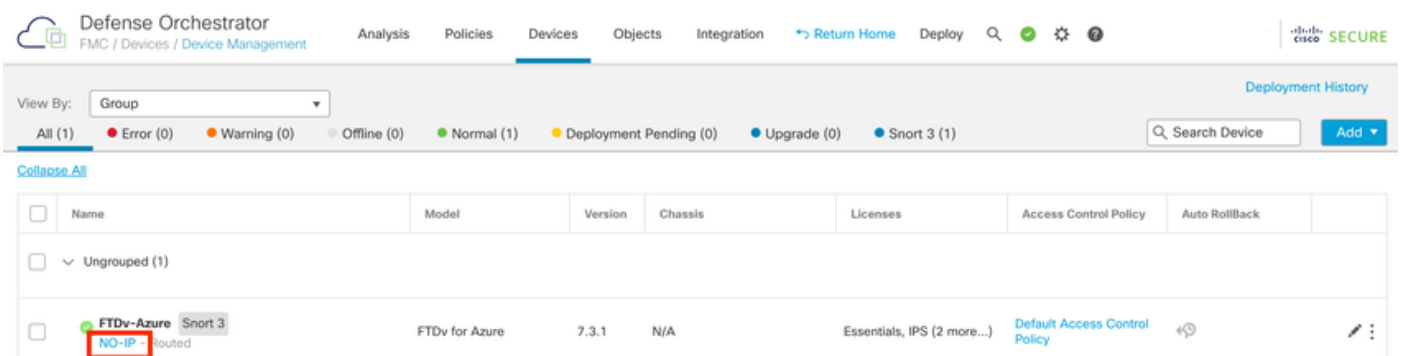 Defense Orchestrator
FMC / Devices / Device Management
Analysis Policies Devices Objects Integration Return Home Deploy
cisco SECURE
Deployment History
View By: Group
All (1) Error (0) Warning (0) Offline (0) Normal (1) Deployment Pending (0) Upgrade (0) Snort 3 (1) Search Device Add
Collapse All
Name Model Version Chassis Licenses Access Control Policy Auto RollBack
Ungrouped (1)
FTDv-Azure Snort 3
NO-IP - Routed
FTDv for Azure 7.3.1 N/A Essentials, IPS (2 more...) Default Access Control
Policy